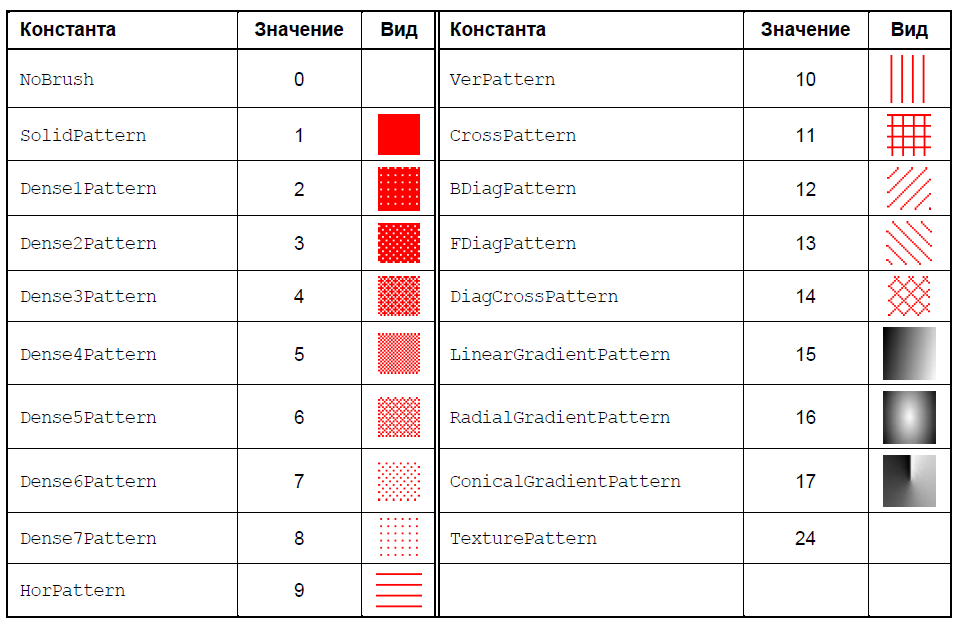 Константа Значение Вид Константа Значение Вид
NoBrush 0 VerPattern 10
SolidPattern 1 CrossPattern 11
Dense1Pattern 2 BDiagPattern 12
Dense2Pattern 3 FDiagPattern 13
Dense3Pattern 4 DiagCrossPattern 14
Dense4Pattern 5 LinearGradientPattern 15
Dense5Pattern 6 RadialGradientPattern 16
Dense6Pattern 7 ConicalGradientPattern 17
Dense7Pattern 8 TexturePattern 24
HorPattern 9